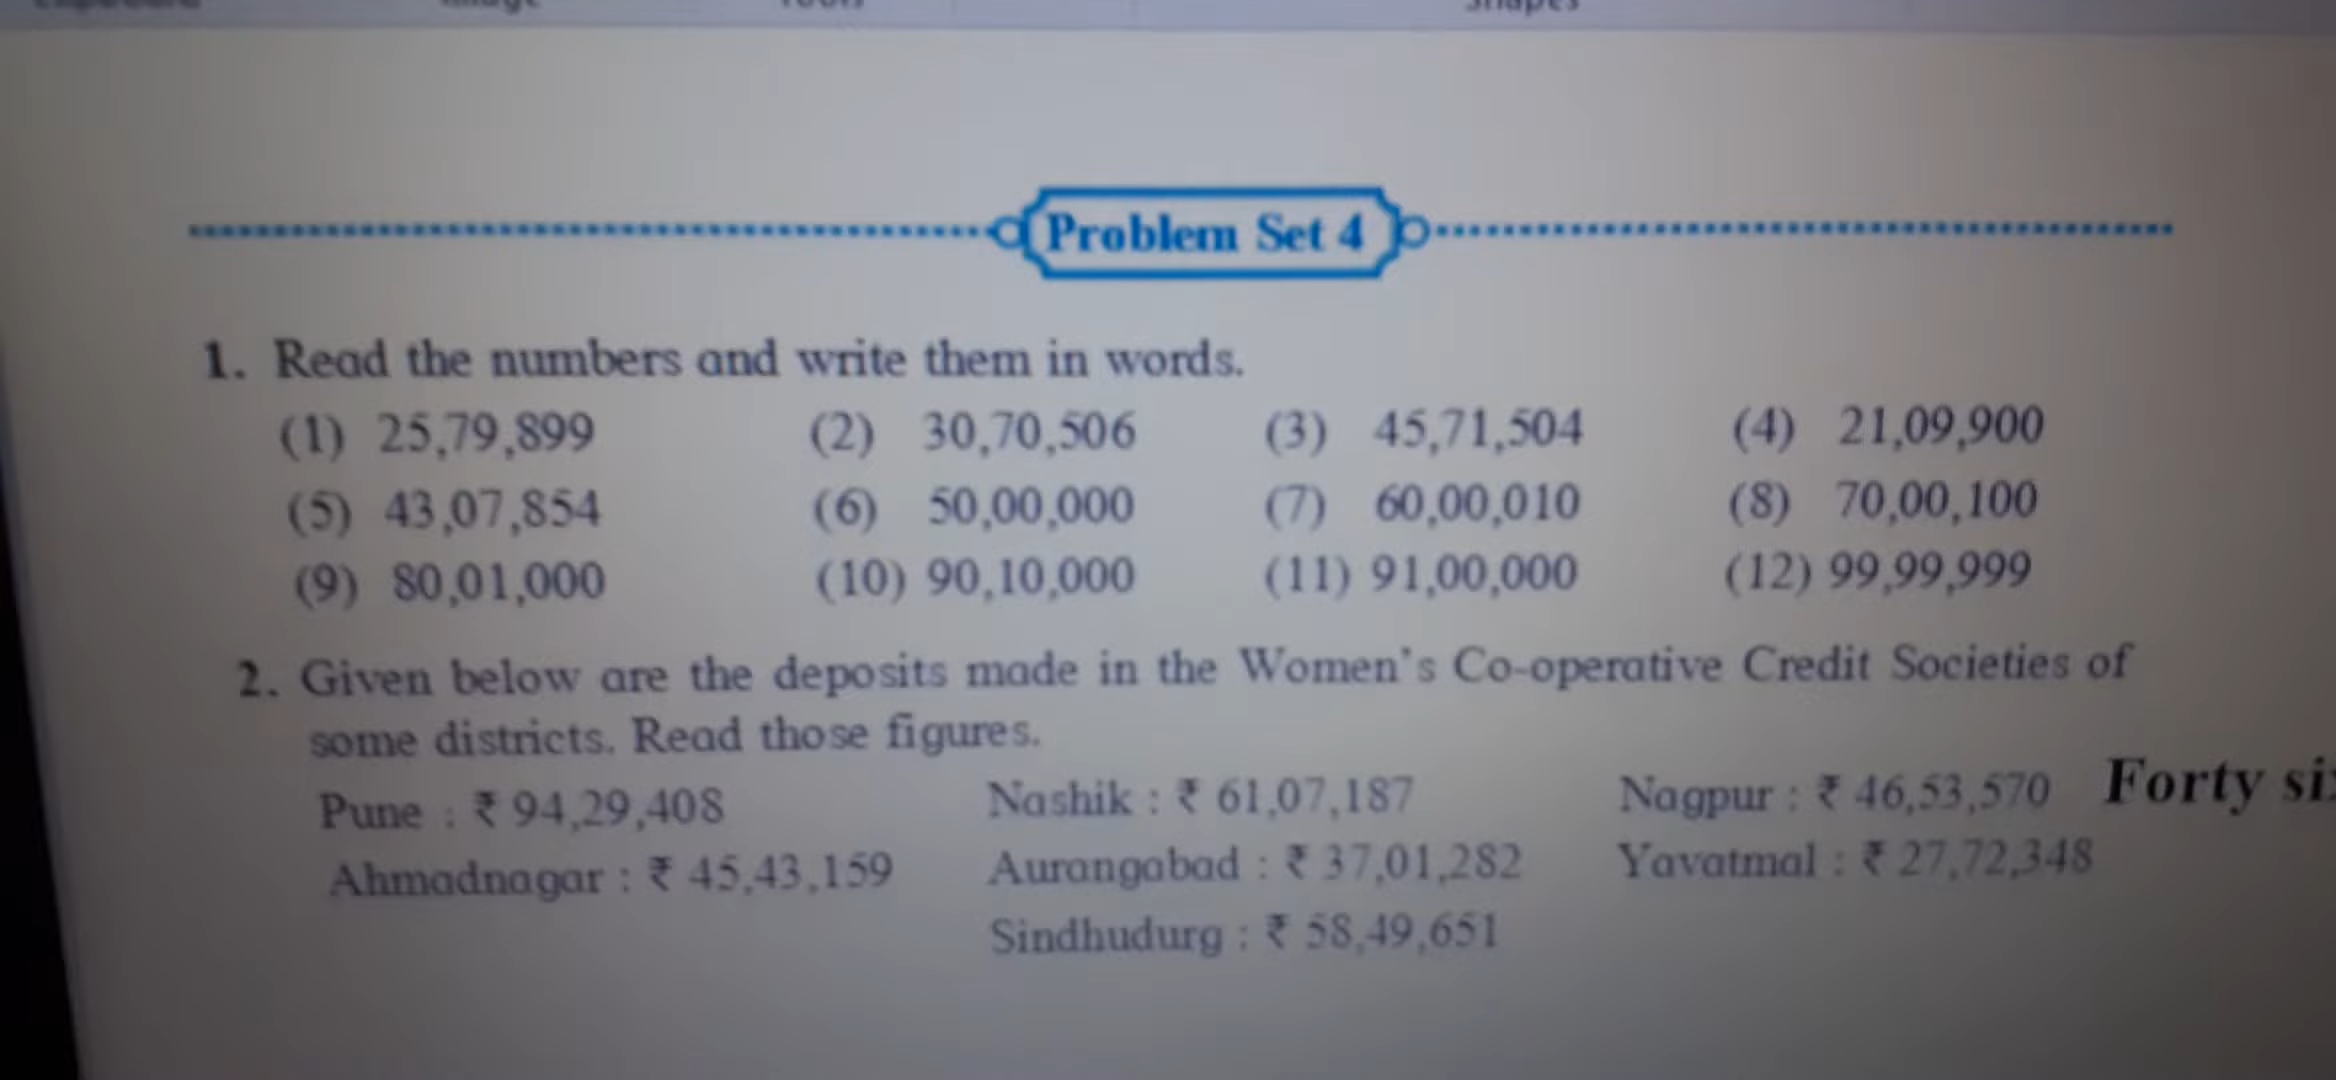 Problem Set 4
1. Read the numbers and write them in words.
(1) 25,79,899 (2) 30,70,506 (3) 45,71,504 (4) 21,09,900
(5) 43,07,854 (6) 50,00,000 (7) 60,00,010 (8) 70,00,100
(9) 80,01,000 (10) 90,10,000 (11) 91,00,000 (12) 99,99,999
2. Given below are the deposits made in the Women's Co-operative Credit Societies of
some districts. Read those figures.
Pune : ₹ 94,29,408 Nashik : ₹ 61,07,187 Nagpur : ₹ 46,53,570 Forty
Ahmadnagar : ₹ 45,43,159 Aurangabad : ₹ 37,01,282 Yavatmal : ₹ 27,72,348
Sindhudurg : ₹ 58,49,651